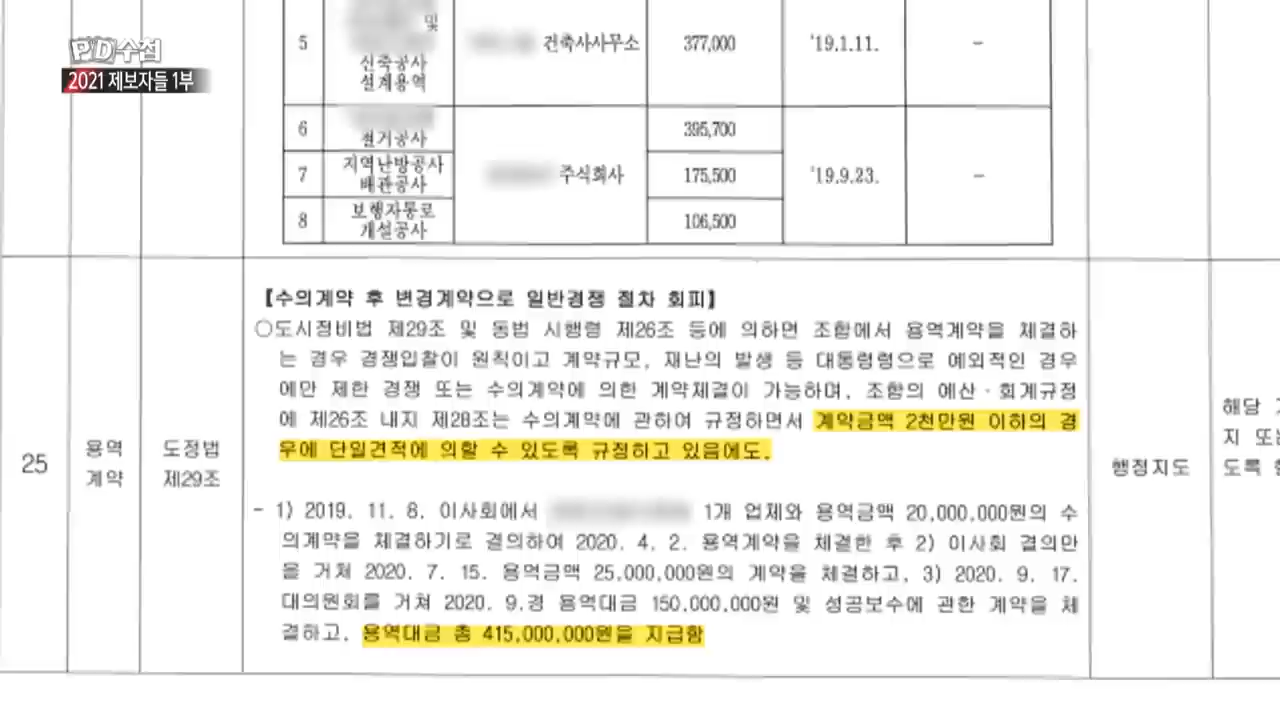 PD수첩
2021 제보자들 1부
및
5 신축공사 설계용역 건축사사무소 377,000 '19.1.11. -
6 철거공사 395,700
7 지역난방공사 배관공사 주식회사 175,500 '19.9.23. -
8 보행자통로 개설공사 106,500
25 용역 계약 도정법 제29조
【수의계약 후 변경계약으로 일반경쟁 절차 회피】
○도시정비법 제29조 및 동법 시행령 제26조 등에 의하면 조합에서 용역계약을 체결하
는 경우 경쟁입찰이 원칙이고 계약규모, 재난의 발생 등 대통령령으로 예외적인 경우
에만 제한 경쟁 또는 수의계약에 의한 계약체결이 가능하며, 조합의 예산·회계규정
에 제26조 내지 제28조는 수의계약에 관하여 규정하면서 계약금액 2천만원 이하의 경
우에 단일견적에 의할 수 있도록 규정하고 있음에도,
- 1) 2019. 11. 8. 이사회에서 1개 업체와 용역금액 20,000,000원의 수
의계약을 체결하기로 결의하여 2020. 4. 2. 용역계약을 체결한 후 2) 이사회 결의만
을 거쳐 2020. 7. 15. 용역금액 25,000,000원의 계약을 체결하고, 3) 2020. 9. 17.
대의원회를 거쳐 2020. 9.경 용역대금 150,000,000원 및 성공보수에 관한 계약을 체
결하고, 용역대금 총 415,000,000원을 지급함
행정지도
해당
지 또는
도록